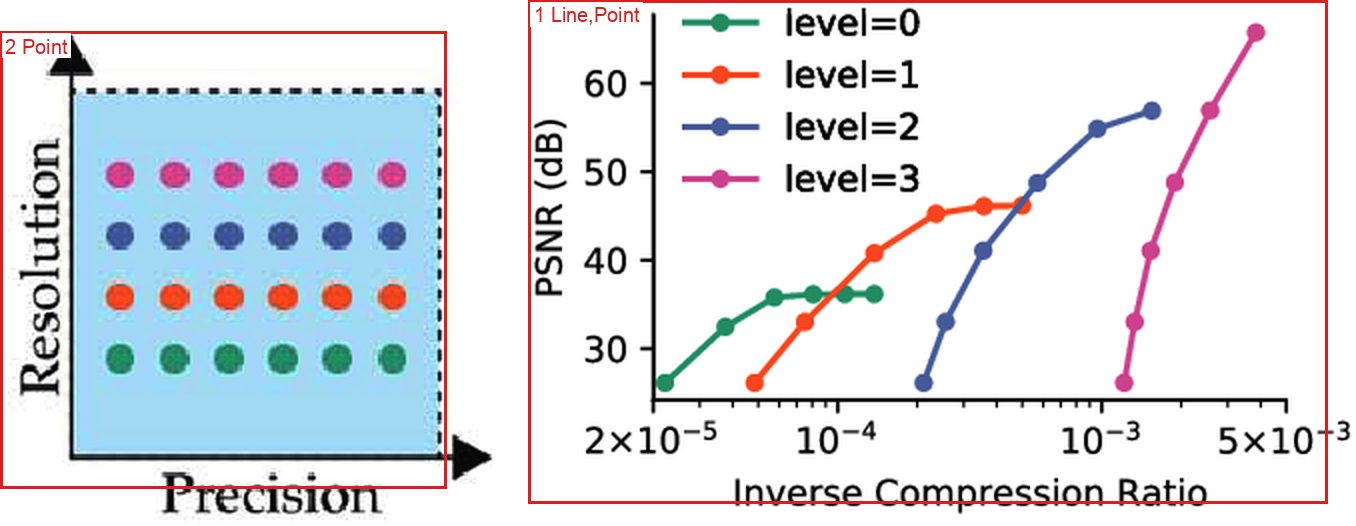 2 Point
Resolution
Precision
1 Line,Point
level=0
level=1
level=2
level=3
PSNR (dB)
60
50
40
30
2×10⁻⁵
10⁻⁴
10⁻³
5×10⁻³
Inverse Compression Ratio